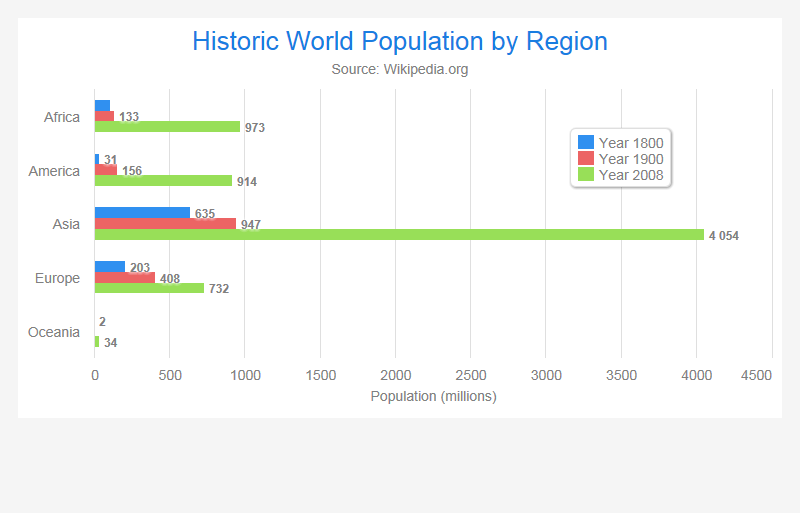 Historic World Population by Region
Source: Wikipedia.org
Africa
133
973
America
31
156
914
Asia
635
947
4 054
Europe
203
408
732
Oceania
2
34
Year 1800
Year 1900
Year 2008
0 500 1000 1500 2000 2500 3000 3500 4000 4500
Population (millions)